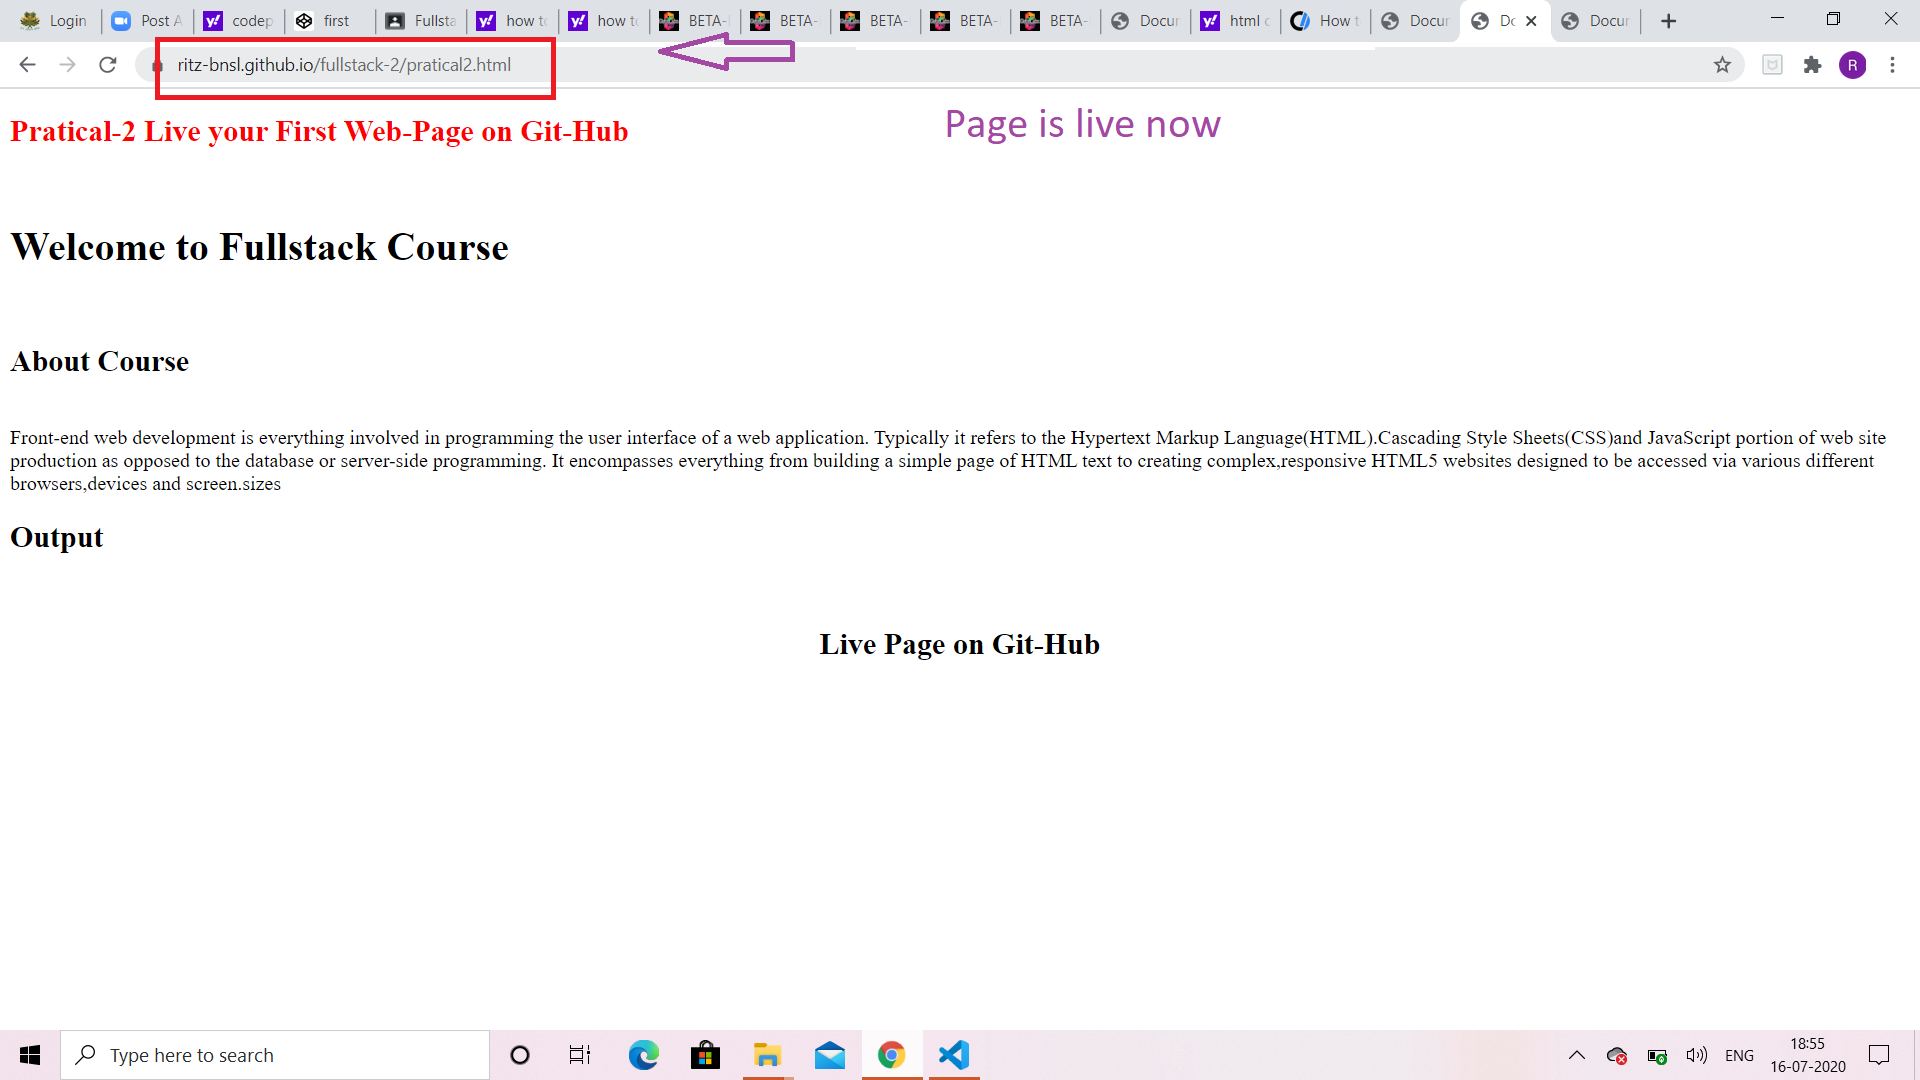 Login
Post A
codep
first
Fullsta
how to
how to
BETA-
BETA-
BETA-
BETA-
BETA-
Docur
html c
How t
Docur
Dc
Docur
ritz-bnsl.github.io/fullstack-2/pratical2.html
R
Page is live now
Pratical-2 Live your First Web-Page on Git-Hub
Welcome to Fullstack Course
About Course
Front-end web development is everything involved in programming the user interface of a web application. Typically it refers to the Hypertext Markup Language(HTML).Cascading Style Sheets(CSS)and JavaScript portion of web site
production as opposed to the database or server-side programming. It encompasses everything from building a simple page of HTML text to creating complex,responsive HTML5 websites designed to be accessed via various different
browsers,devices and screen.sizes
Output
Live Page on Git-Hub
Type here to search
ENG
18:55
16-07-2020